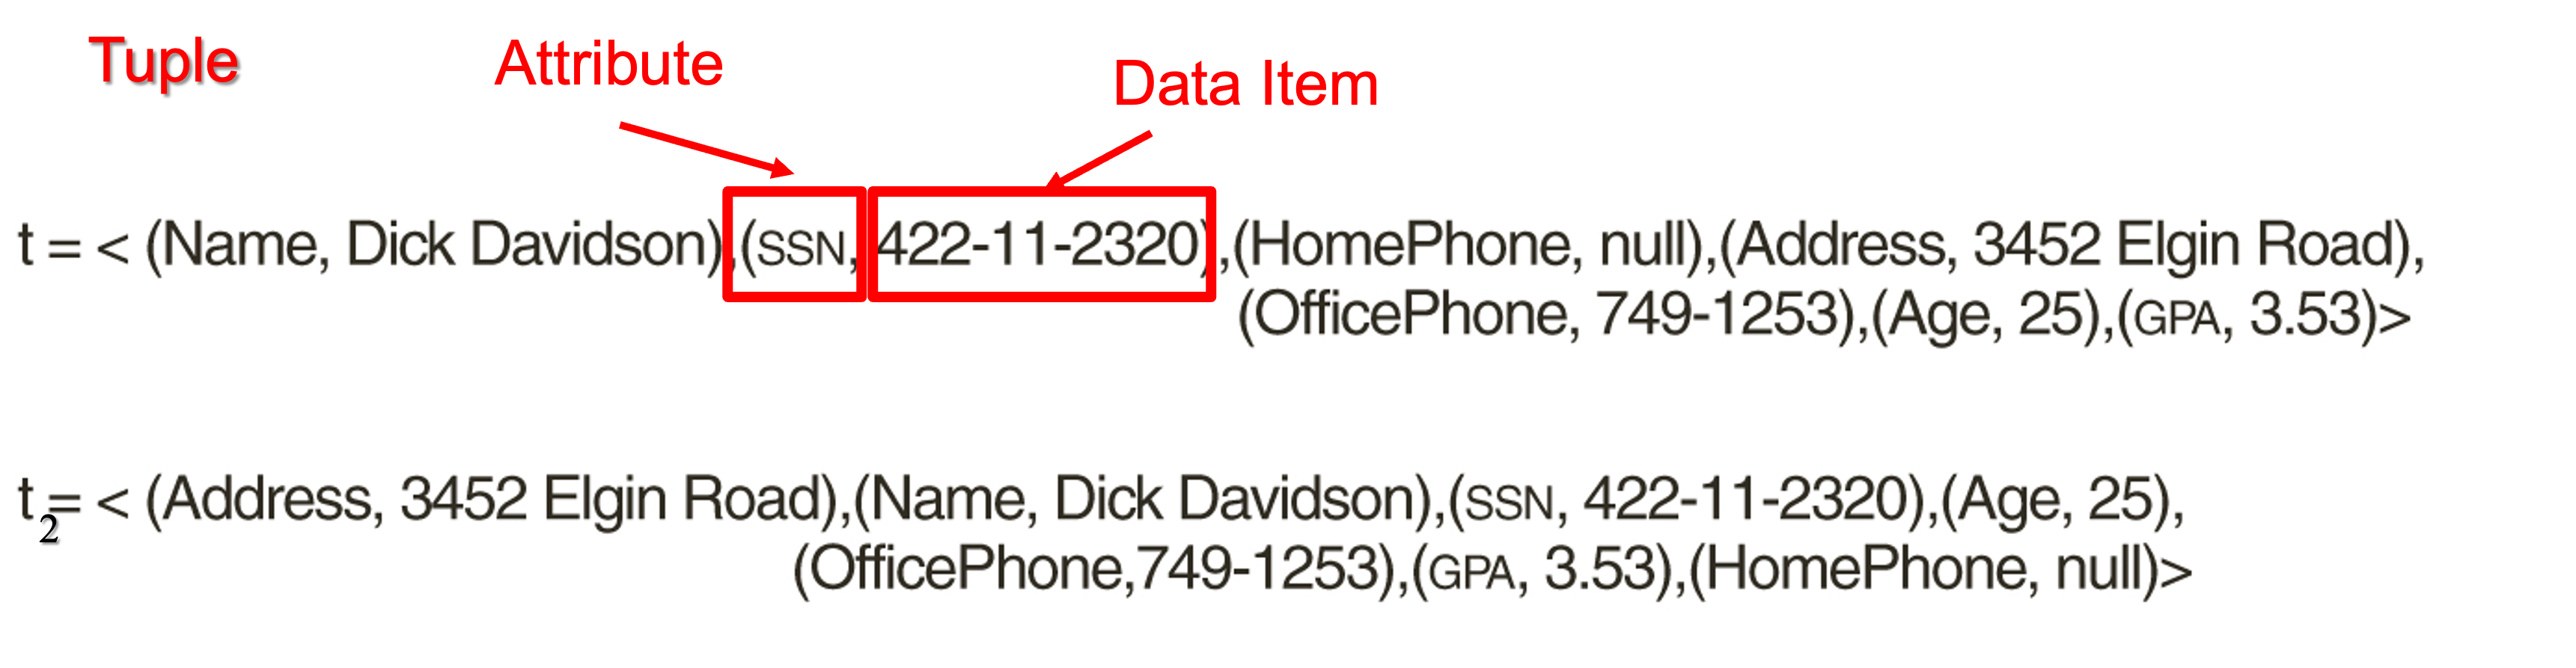 Tuple
Attribute
Data Item
t = < (Name, Dick Davidson),(SSN, 422-11-2320),(HomePhone, null),(Address, 3452 Elgin Road),
(OfficePhone, 749-1253),(Age, 25),(GPA, 3.53)>
t2= < (Address, 3452 Elgin Road),(Name, Dick Davidson),(SSN, 422-11-2320),(Age, 25),
(OfficePhone,749-1253),(GPA, 3.53),(HomePhone, null)>